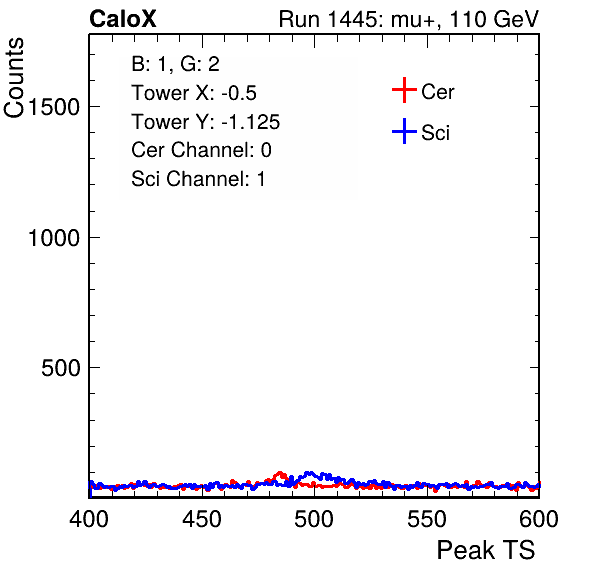 CaloX Run 1445: mu+, 110 GeV
Counts
B: 1, G: 2
Tower X: -0.5
Tower Y: -1.125
Cer Channel: 0
Sci Channel: 1
Cer
Sci
1500
1000
500
400 450 500 550 600
Peak TS